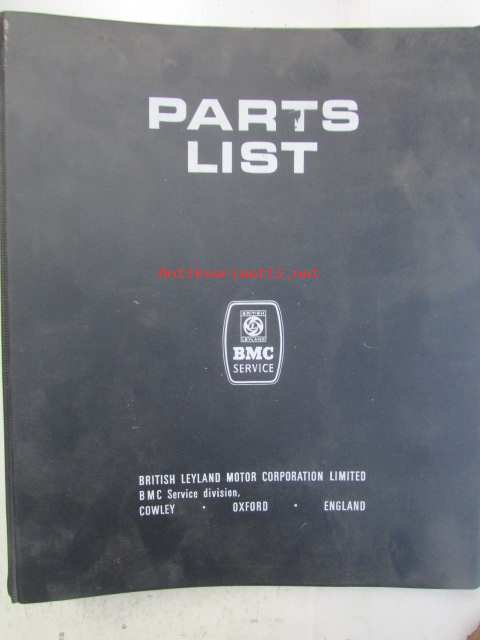 PARTS
LIST
Antikvariaatti.net
BRITISH
LEYLAND
BMC
SERVICE
BRITISH LEYLAND MOTOR CORPORATION LIMITED
BMC Service division,
COWLEY · OXFORD · ENGLAND